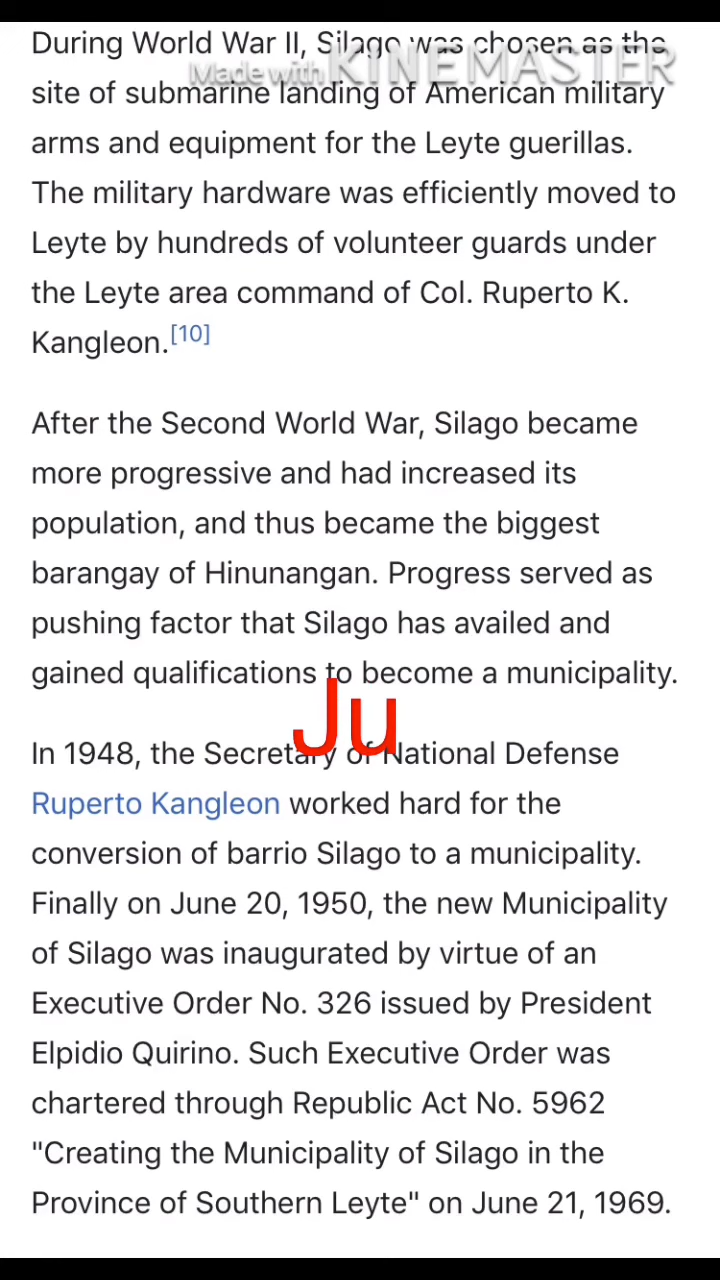 During World War II, Silago was chosen as the
Made with KINEMASTER
site of submarine landing of American military
arms and equipment for the Leyte guerillas.
The military hardware was efficiently moved to
Leyte by hundreds of volunteer guards under
the Leyte area command of Col. Ruperto K.
Kangleon.[10]
After the Second World War, Silago became
more progressive and had increased its
population, and thus became the biggest
barangay of Hinunangan. Progress served as
pushing factor that Silago has availed and
gained qualifications to become a municipality.
Ju
In 1948, the Secretary of National Defense
Ruperto Kangleon worked hard for the
conversion of barrio Silago to a municipality.
Finally on June 20, 1950, the new Municipality
of Silago was inaugurated by virtue of an
Executive Order No. 326 issued by President
Elpidio Quirino. Such Executive Order was
chartered through Republic Act No. 5962
"Creating the Municipality of Silago in the
Province of Southern Leyte" on June 21, 1969.